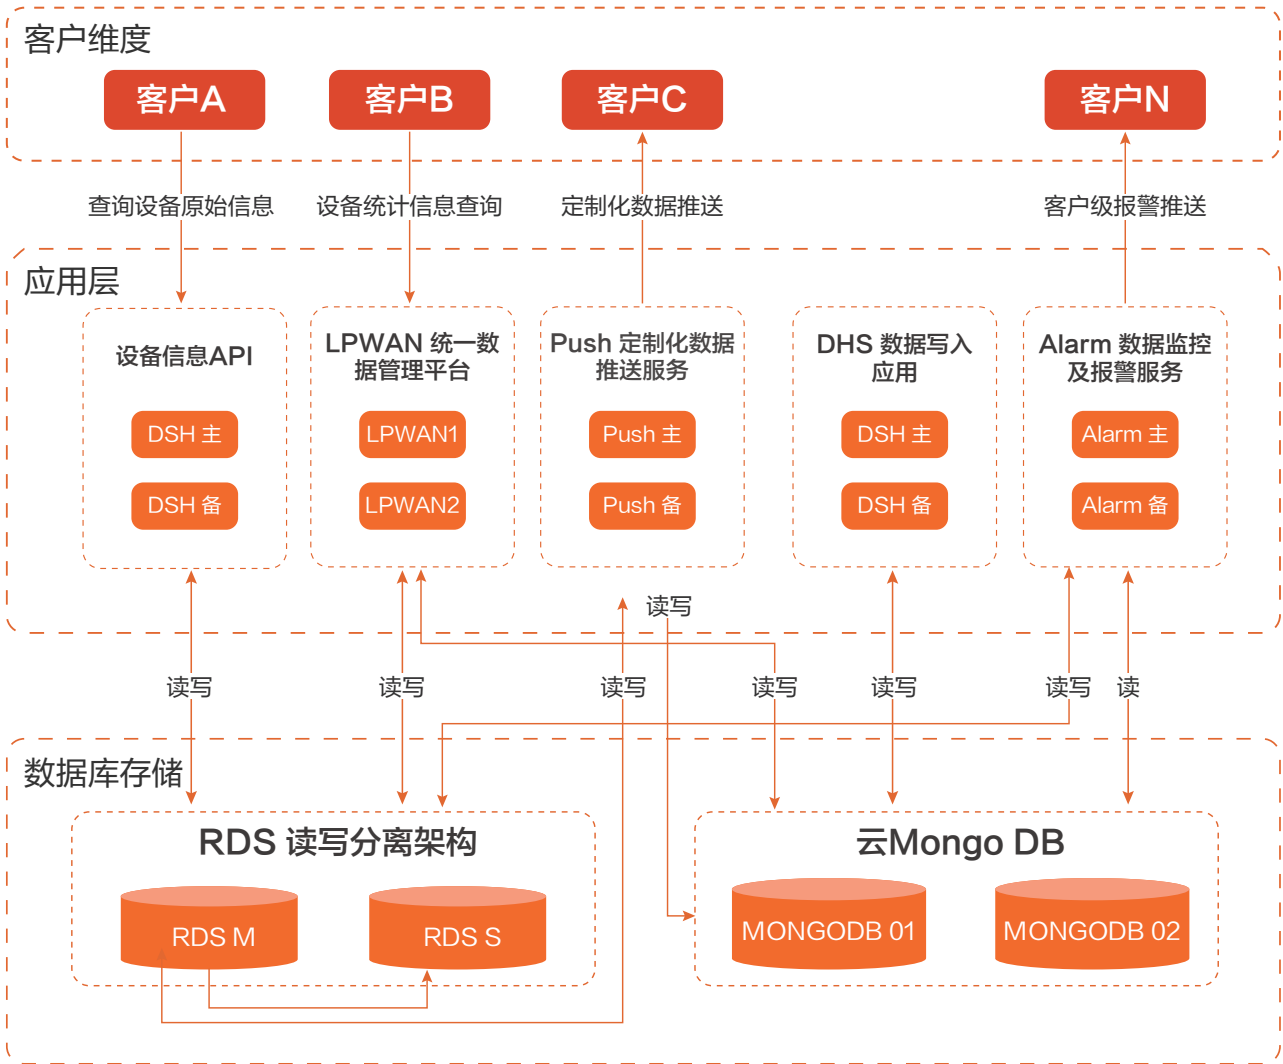 客户维度
客户A
客户B
客户C
客户N
查询设备原始信息
设备统计信息查询
定制化数据推送
客户级报警推送
应用层
设备信息API
DSH 主
DSH 备
LPWAN 统一数
据管理平台
LPWAN1
LPWAN2
Push 定制化数据
推送服务
Push 主
Push 备
DHS 数据写入
应用
DSH 主
DSH 备
Alarm 数据监控
及报警服务
Alarm 主
Alarm 备
读写
读写
读写
读写
读写
读写
读写
读
数据库存储
RDS 读写分离架构
RDS M
RDS S
云Mongo DB
MONGODB 01
MONGODB 02